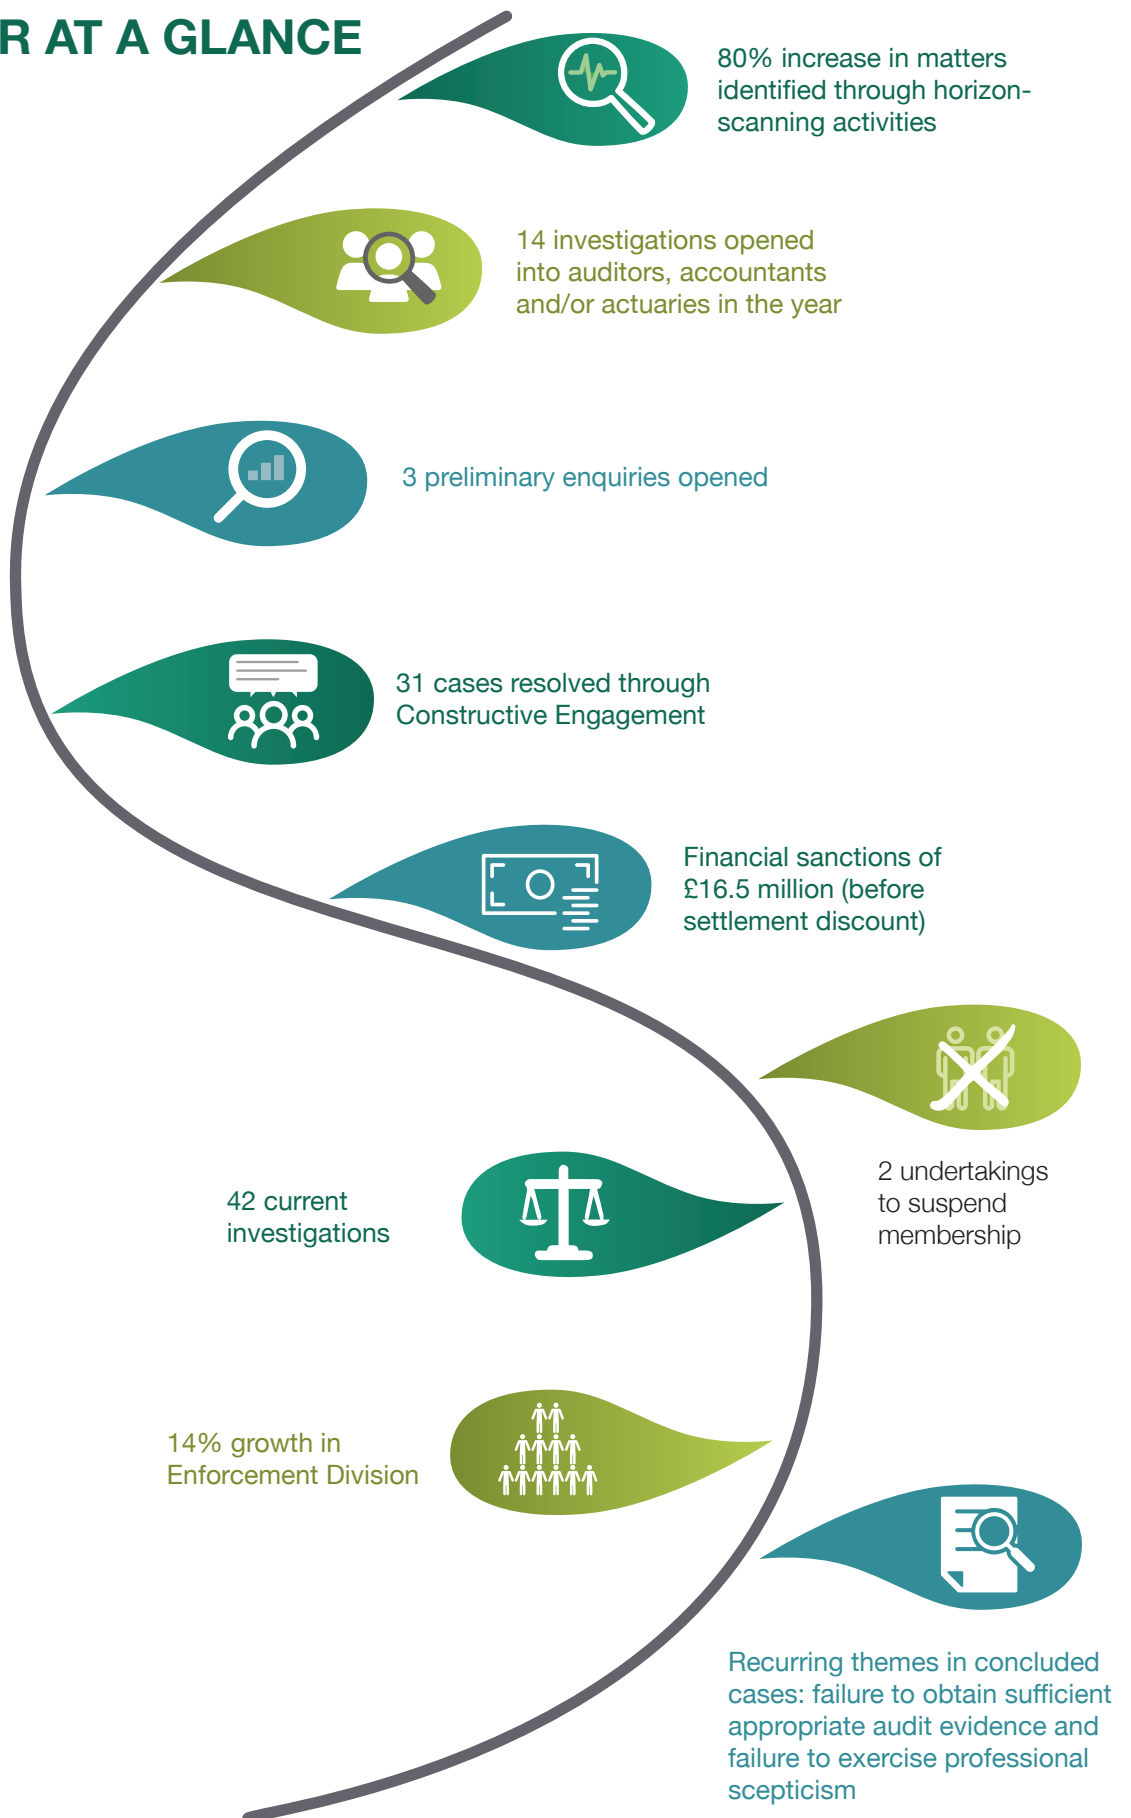 R AT A GLANCE
80% increase in matters
identified through horizon-
scanning activities
14 investigations opened
into auditors, accountants
and/or actuaries in the year
3 preliminary enquiries opened
31 cases resolved through
Constructive Engagement
Financial sanctions of
£16.5 million (before
settlement discount)
2 undertakings
to suspend
membership
42 current
investigations
14% growth in
Enforcement Division
Recurring themes in concluded
cases: failure to obtain sufficient
appropriate audit evidence and
failure to exercise professional
scepticism